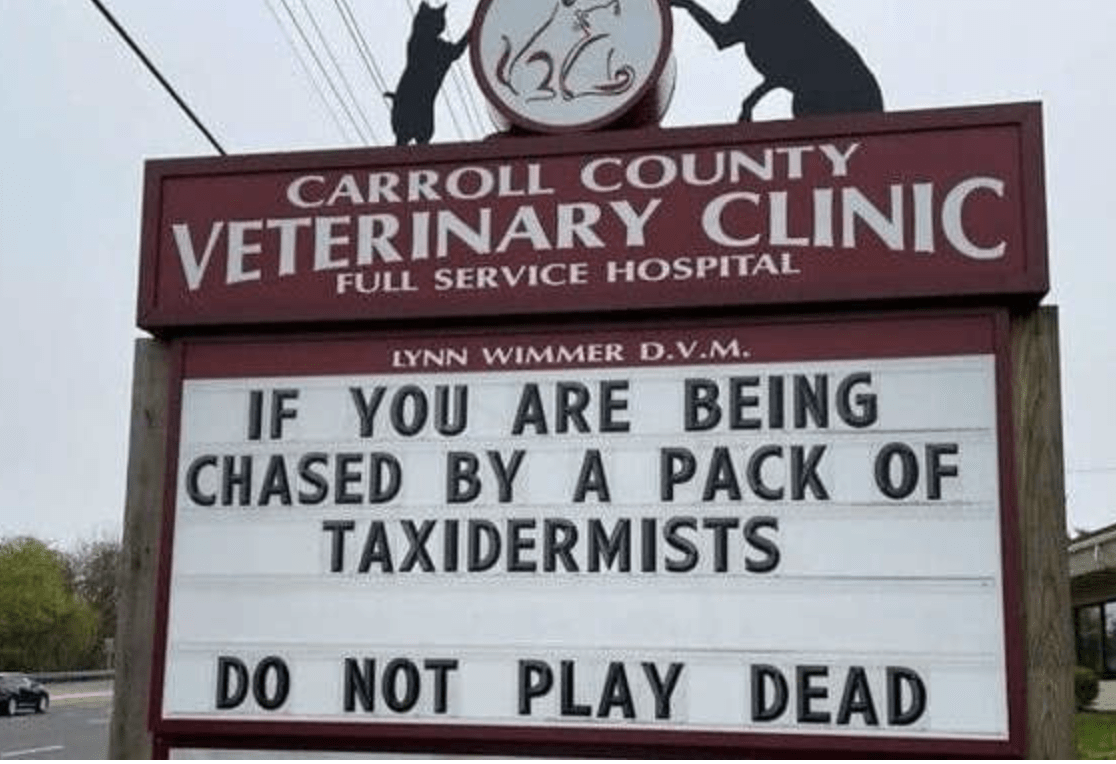 CARROLL COUNTY
VETERINARY CLINIC
FULL SERVICE HOSPITAL
LYNN WIMMER D.V.M.
IF YOU ARE BEING
CHASED BY A PACK OF
TAXIDERMISTS
DO NOT PLAY DEAD